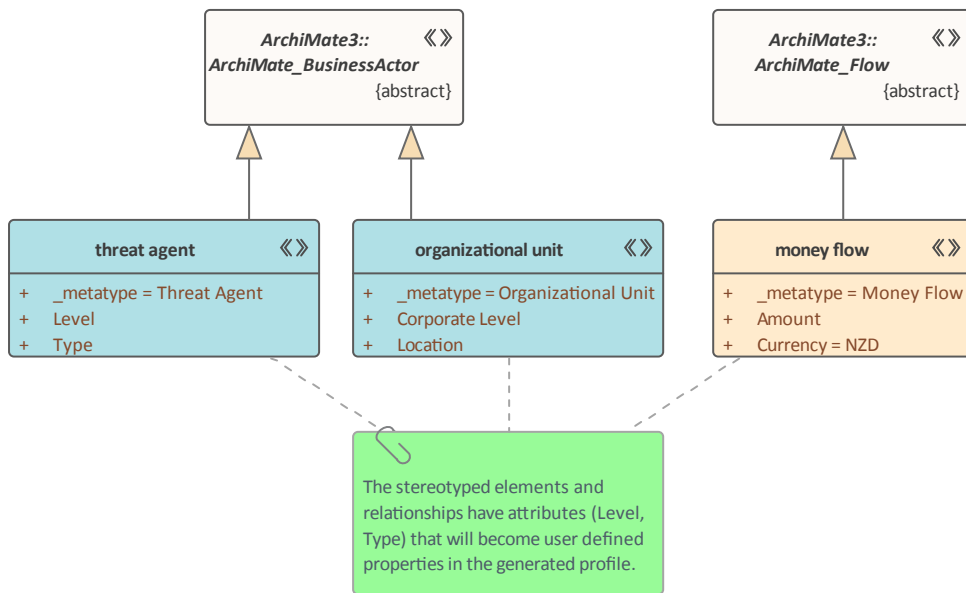 ArchiMate3::
ArchiMate_BusinessActor
{abstract}
ArchiMate3::
ArchiMate_Flow
{abstract}
threat agent
+ _metatype = Threat Agent
+ Level
+ Type
organizational unit
+ _metatype = Organizational Unit
+ Corporate Level
+ Location
money flow
+ _metatype = Money Flow
+ Amount
+ Currency = NZD
The stereotyped elements and
relationships have attributes (Level,
Type) that will become user defined
properties in the generated profile.